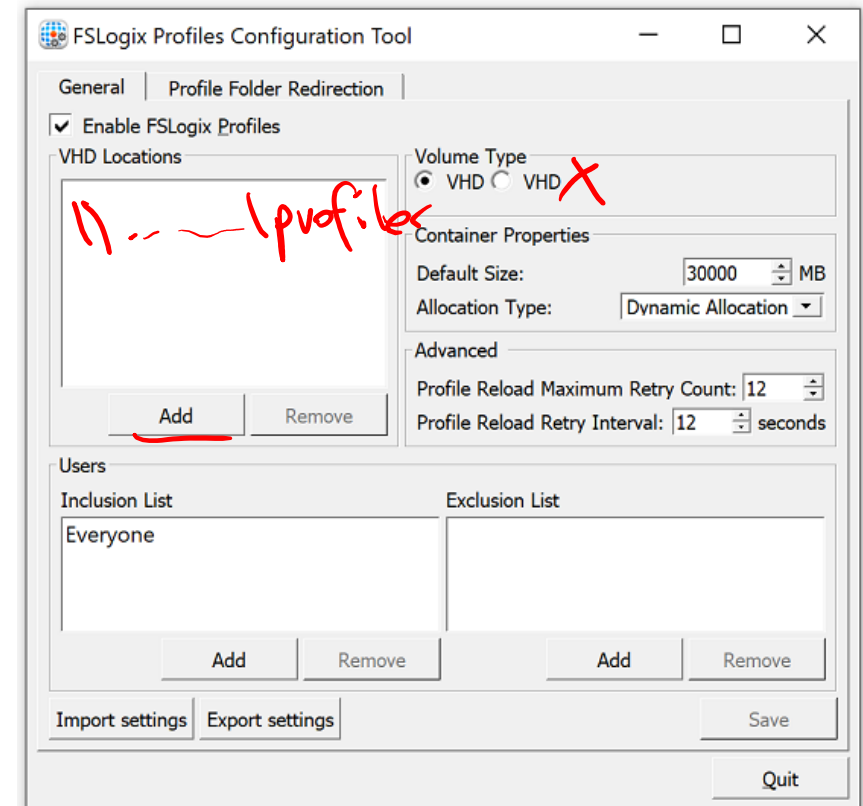 FSLogix Profiles Configuration Tool
General Profile Folder Redirection
Enable FSLogix Profiles
VHD Locations
\\... \profiles
Add Remove
Volume Type
VHD VHDX
Container Properties
Default Size: 30000 MB
Allocation Type: Dynamic Allocation
Advanced
Profile Reload Maximum Retry Count: 12
Profile Reload Retry Interval: 12 seconds
Users
Inclusion List Exclusion List
Everyone
Add Remove Add Remove
Import settings Export settings Save
Quit